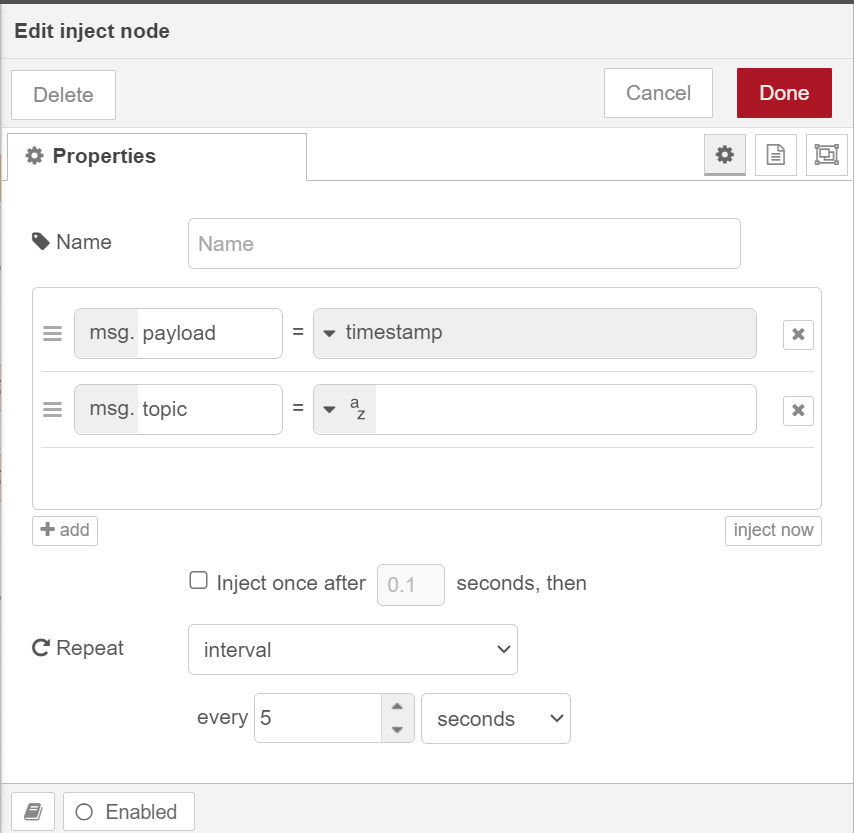 Edit inject node
Delete Cancel Done
Properties
Name Name
msg. payload = timestamp
msg. topic = a z
add inject now
Inject once after 0.1 seconds, then
Repeat interval
every 5 seconds
Enabled